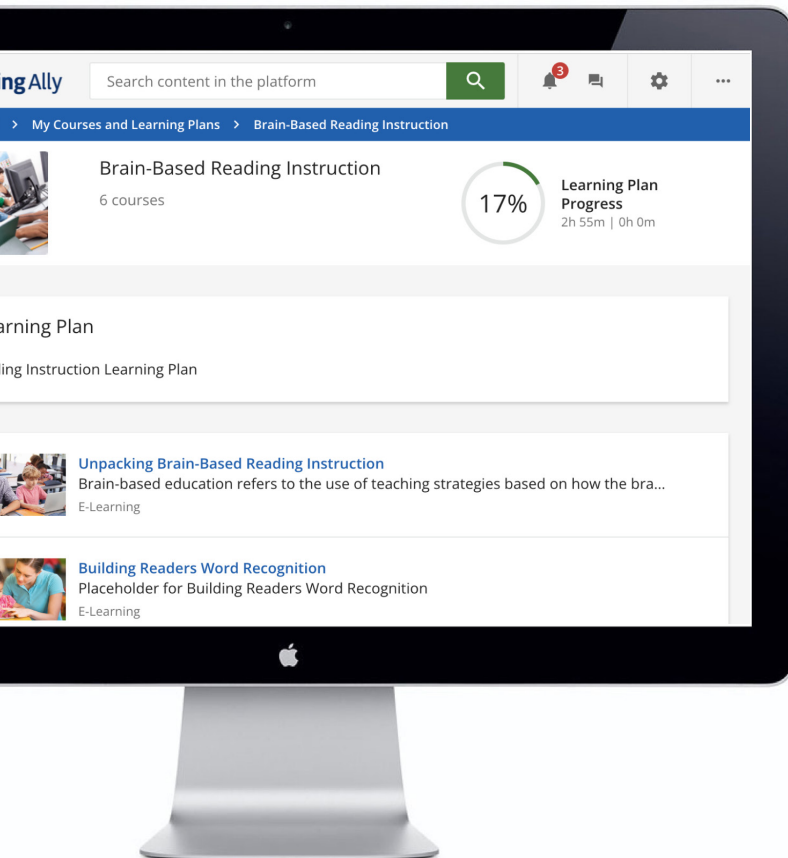 ing Ally
Search content in the platform
3
> My Courses and Learning Plans > Brain-Based Reading Instruction
Brain-Based Reading Instruction
6 courses
17%
Learning Plan
Progress
2h 55m | 0h 0m
arning Plan
ling Instruction Learning Plan
Unpacking Brain-Based Reading Instruction
Brain-based education refers to the use of teaching strategies based on how the bra...
E-Learning
Building Readers Word Recognition
Placeholder for Building Readers Word Recognition
E-Learning